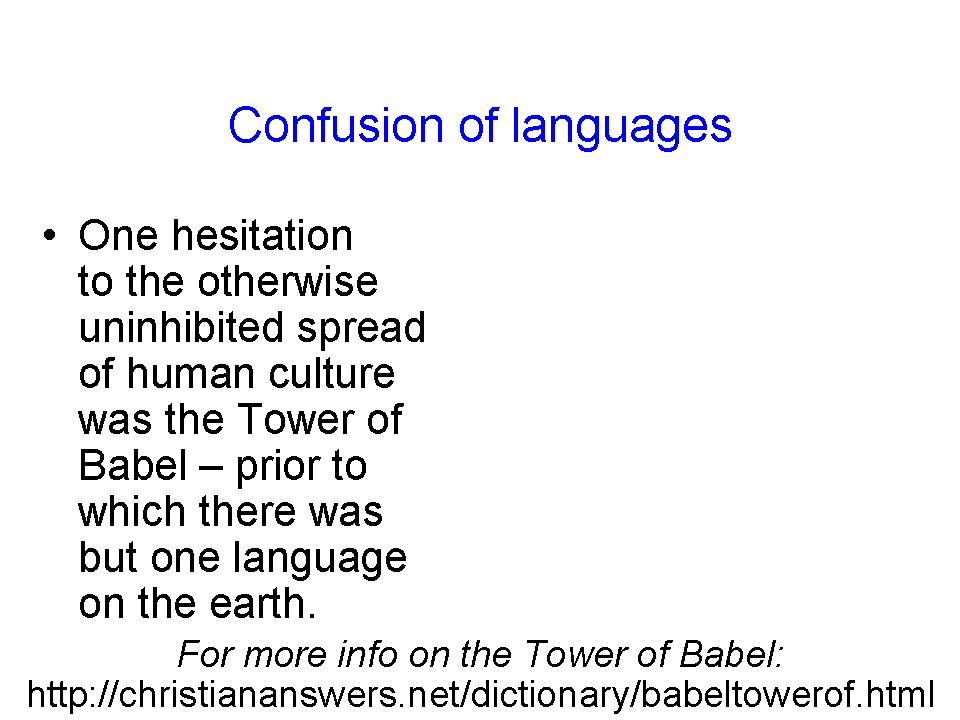 Confusion of languages
• One hesitation
to the otherwise
uninhibited spread
of human culture
was the Tower of
Babel – prior to
which there was
but one language
on the earth.
For more info on the Tower of Babel:
http://christiananswers.net/dictionary/babeltowerof.html